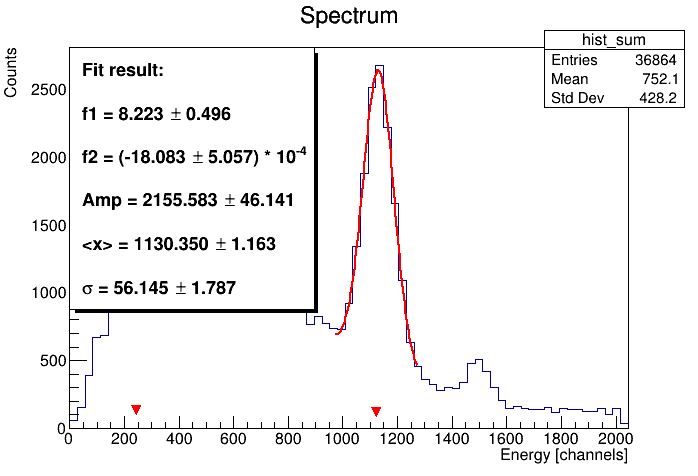 Spectrum
hist_sum
Entries 36864
Mean 752.1
Std Dev 428.2
Counts
Fit result:
f1 = 8.223 ± 0.496
f2 = (-18.083 ± 5.057) * 10⁻⁴
Amp = 2155.583 ± 46.141
<x> = 1130.350 ± 1.163
σ = 56.145 ± 1.787
2500
2000
1500
1000
500
0
0 200 400 600 800 1000 1200 1400 1600 1800 2000
Energy [channels]